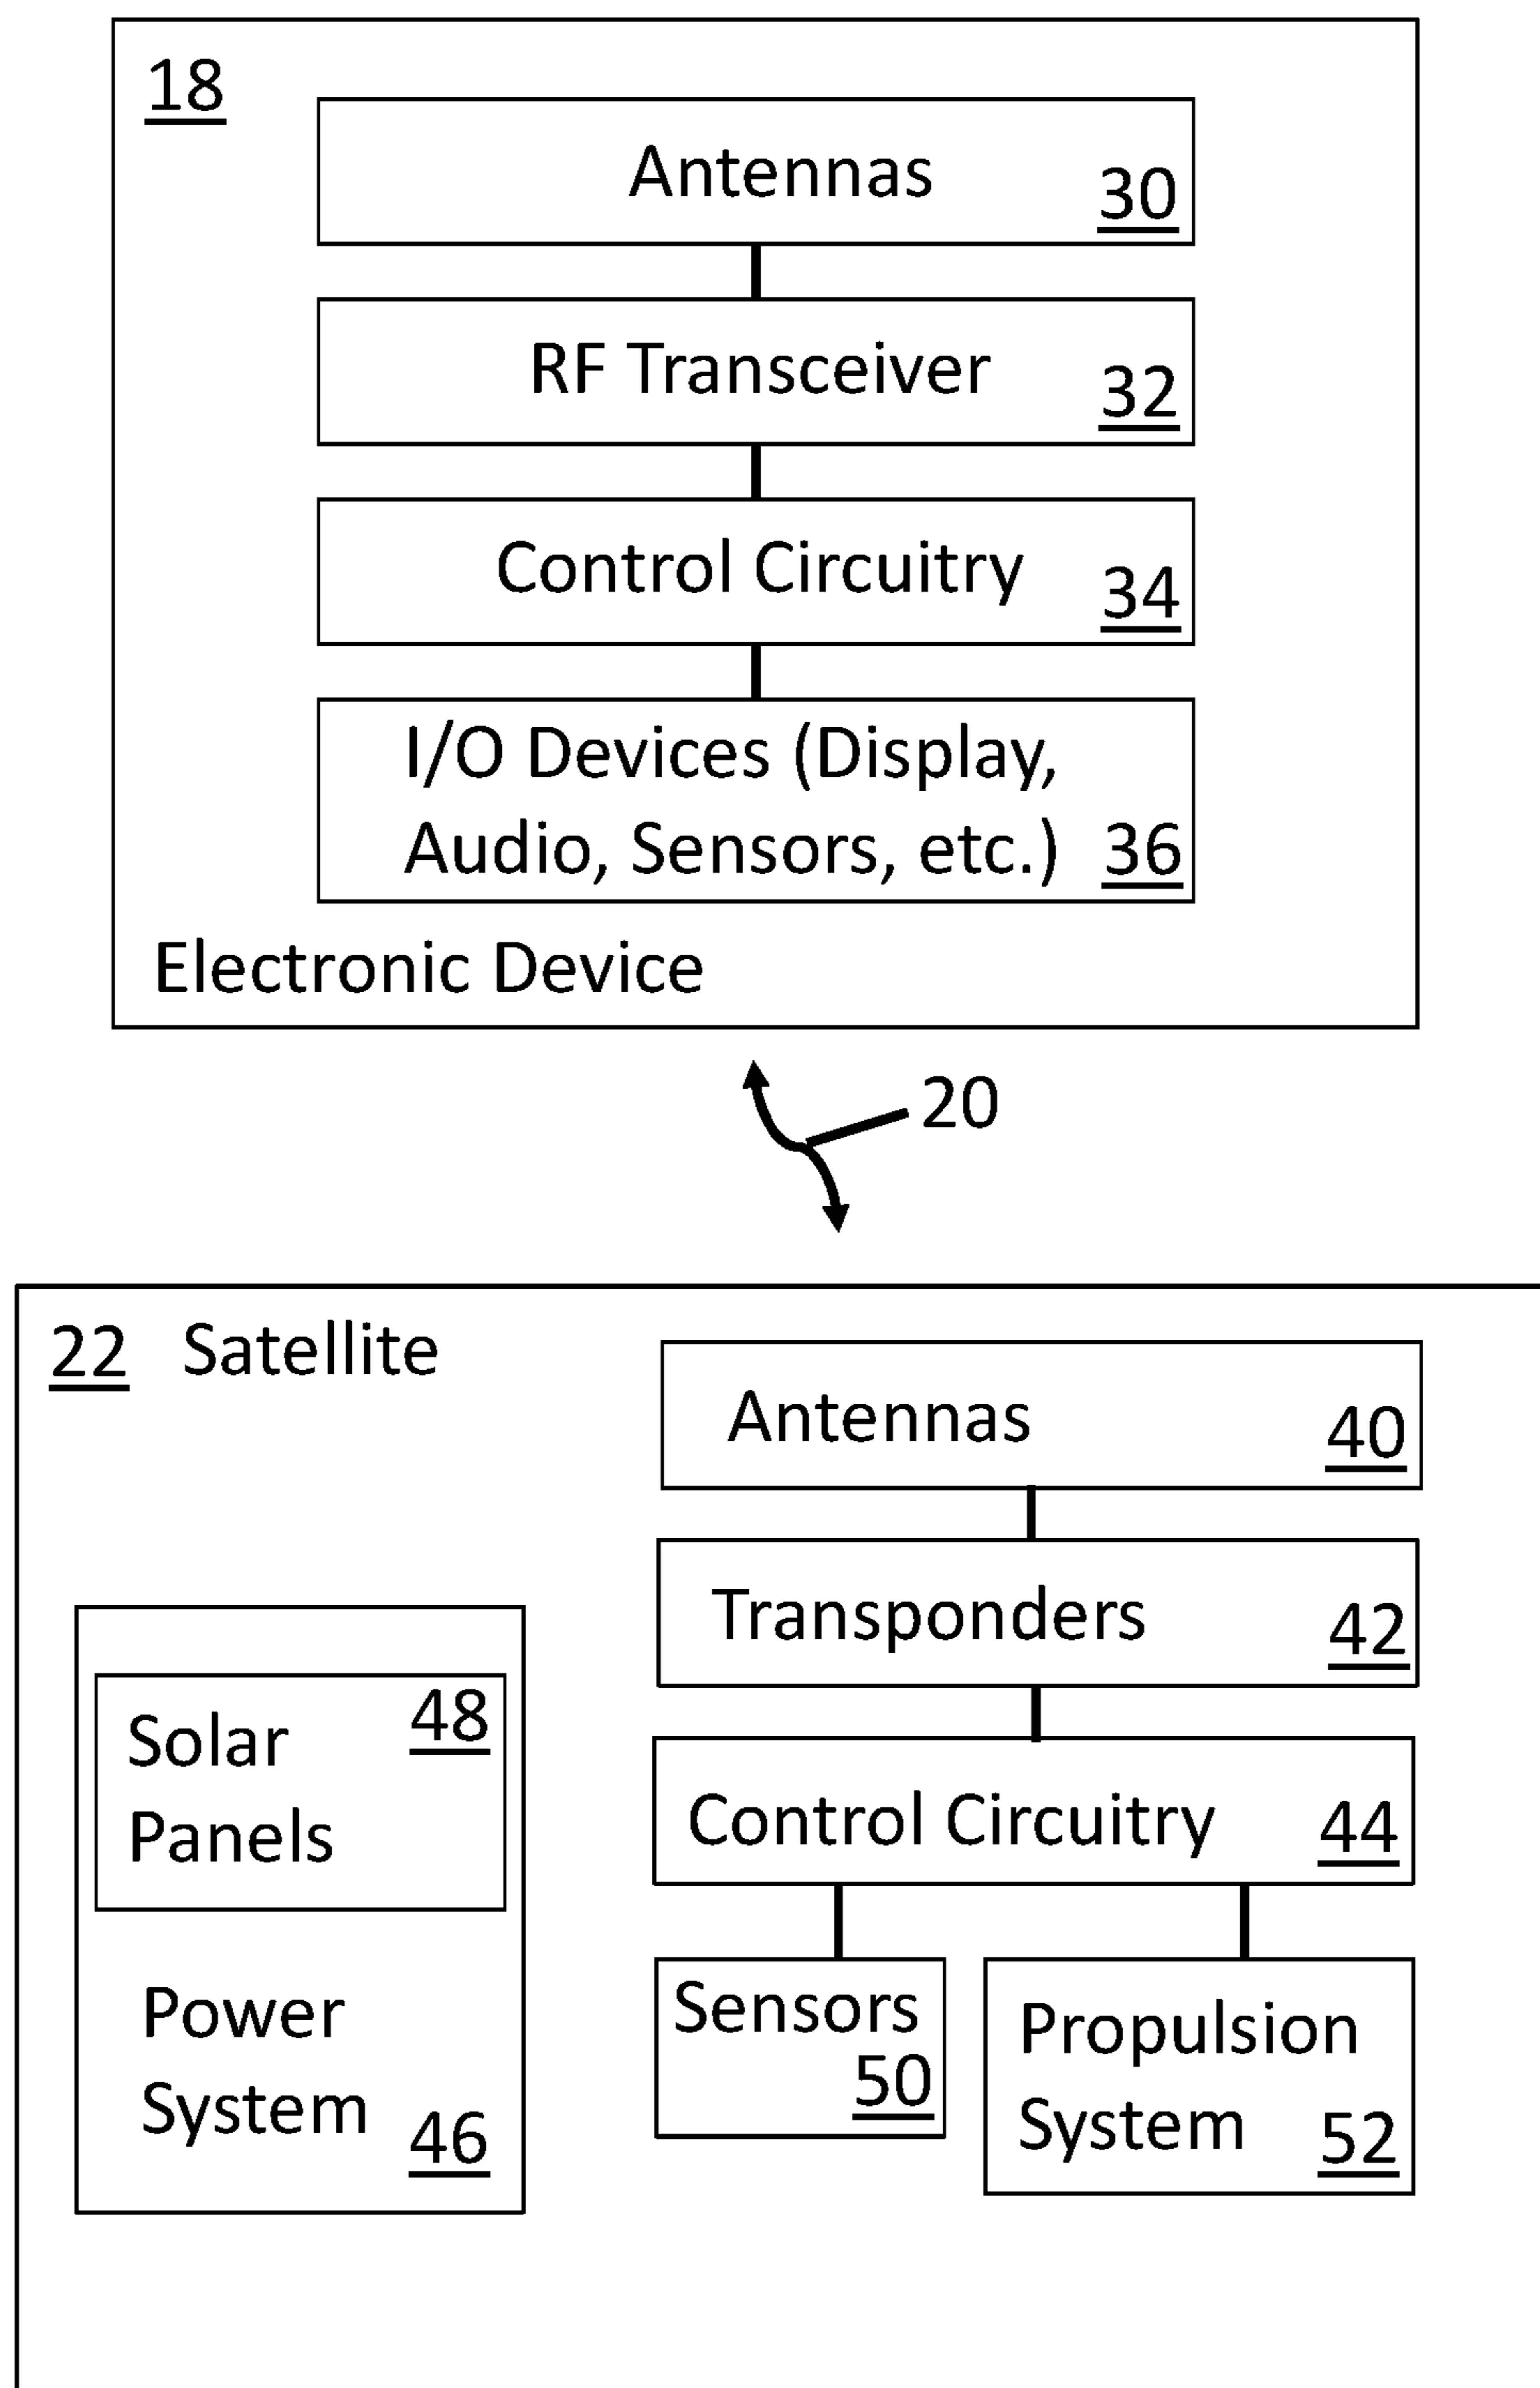 18
Antennas
30
RF Transceiver
32
Control Circuitry
34
I/O Devices (Display,
Audio, Sensors, etc.) 36
Electronic Device
20
22 Satellite
Antennas
40
Transponders
42
Solar
48
Panels
Control Circuitry
44
Power
System
46
Sensors
50
Propulsion
System
52